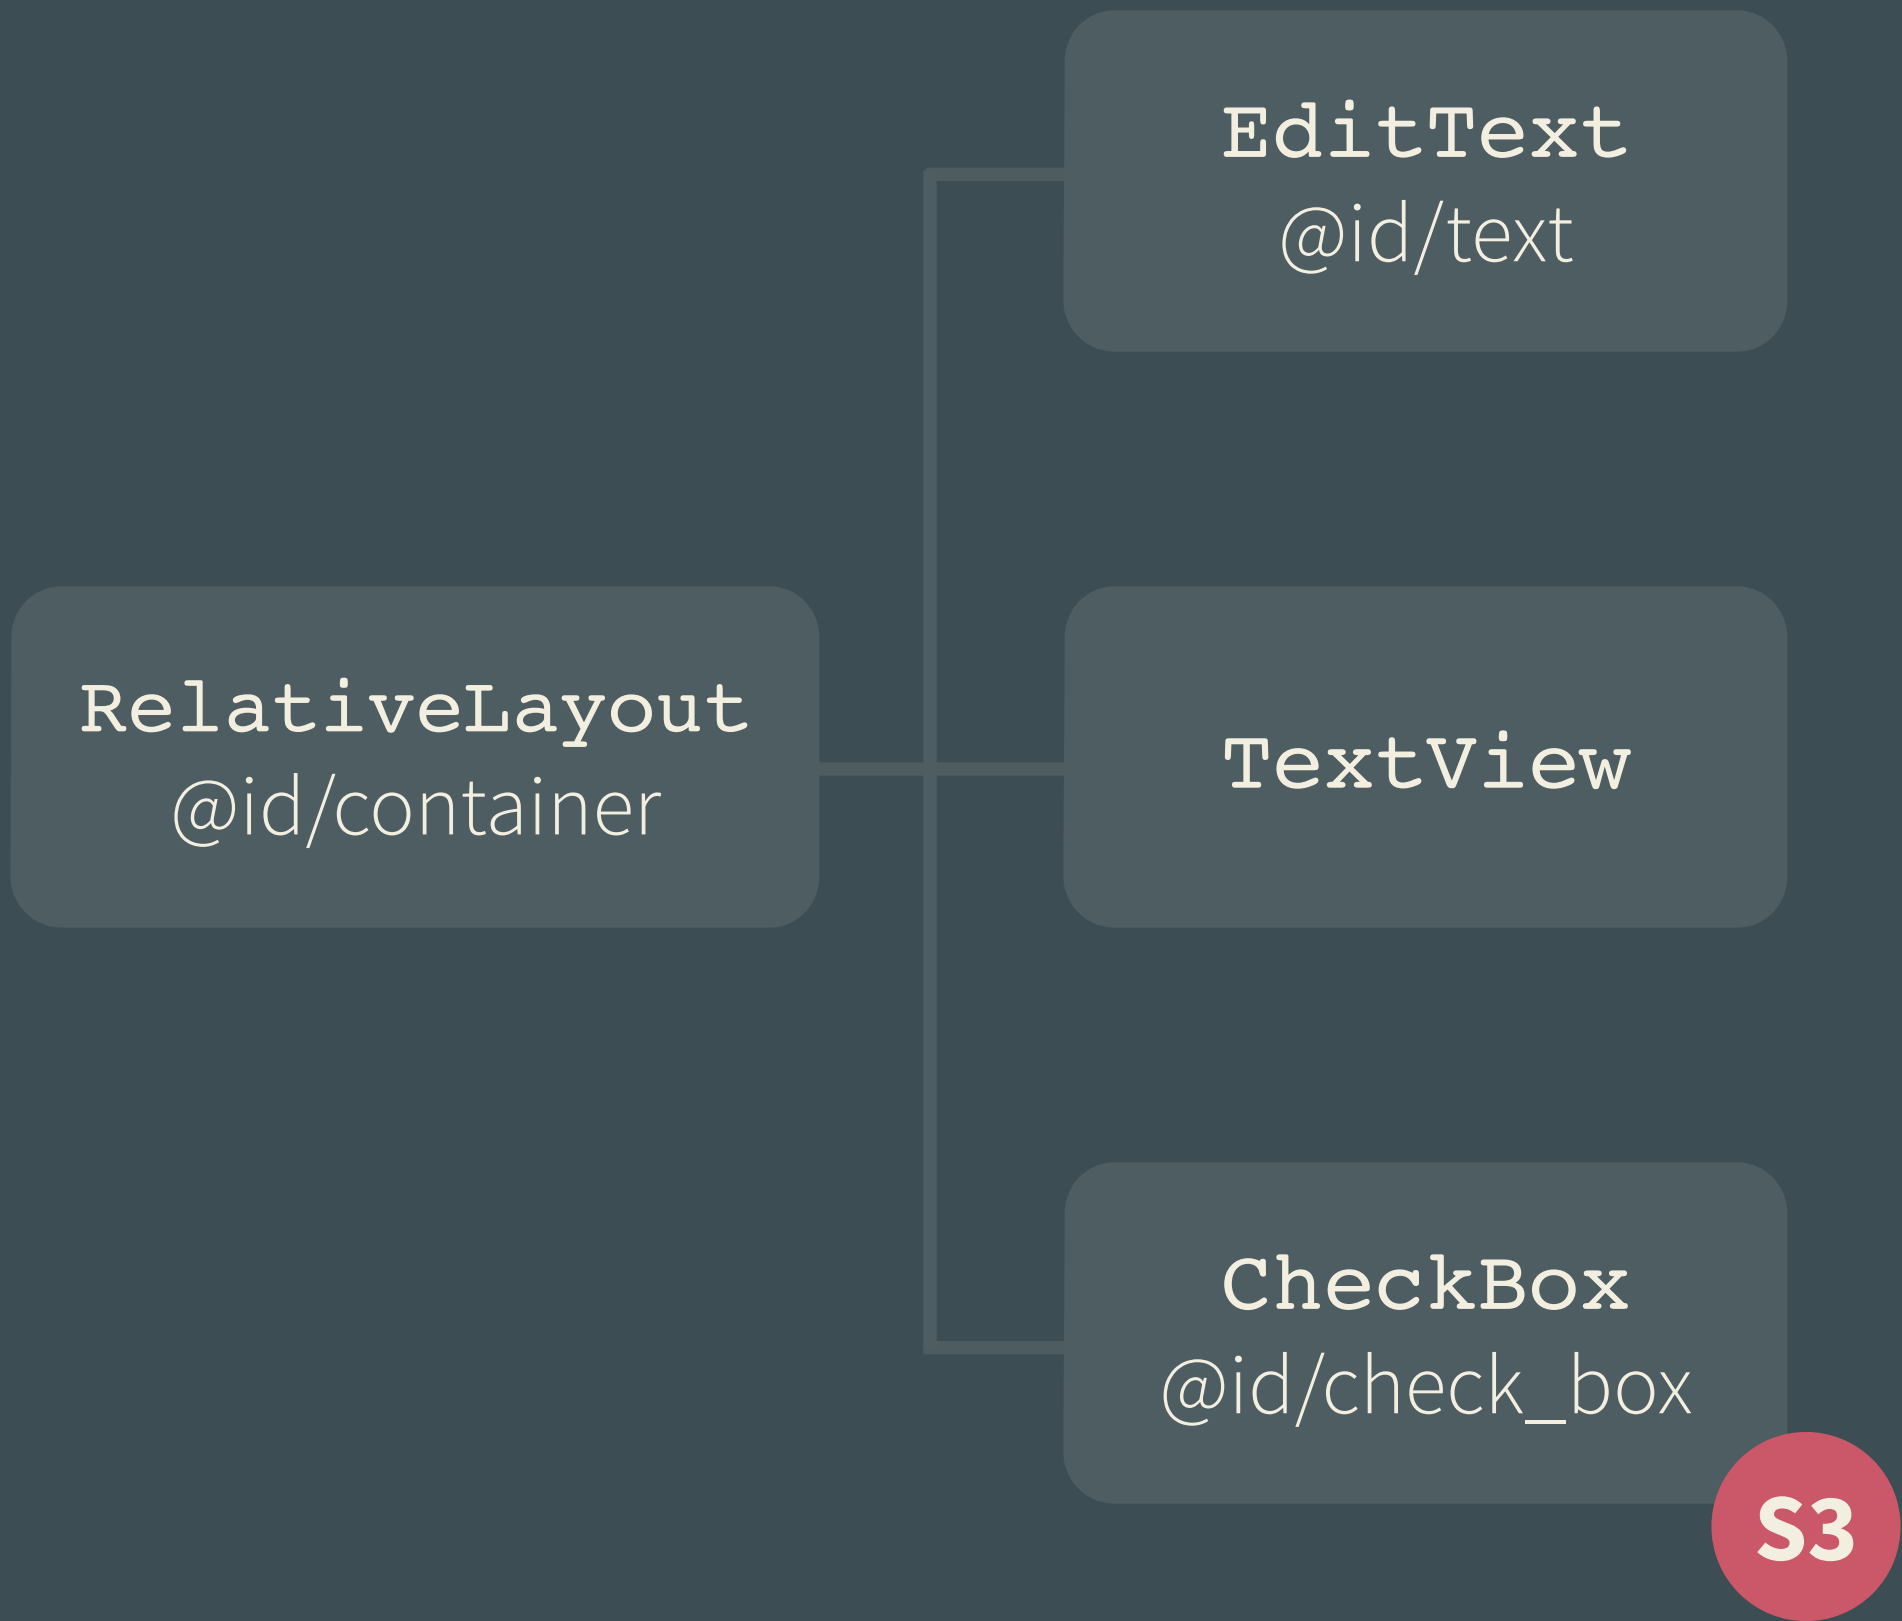 EditText
@id/text
RelativeLayout
@id/container
TextView
CheckBox
@id/check_box
S3